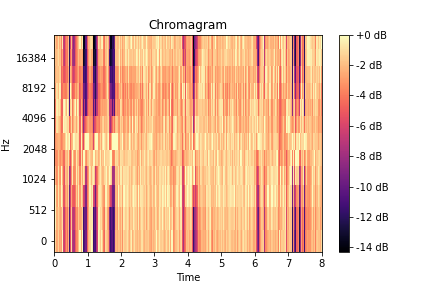 Chromagram
+0 dB
16384
-2 dB
8192
-4 dB
4096
-6 dB
Hz
2048
-8 dB
1024
-10 dB
512
-12 dB
0
-14 dB
0 1 2 3 4 5 6 7 8
Time